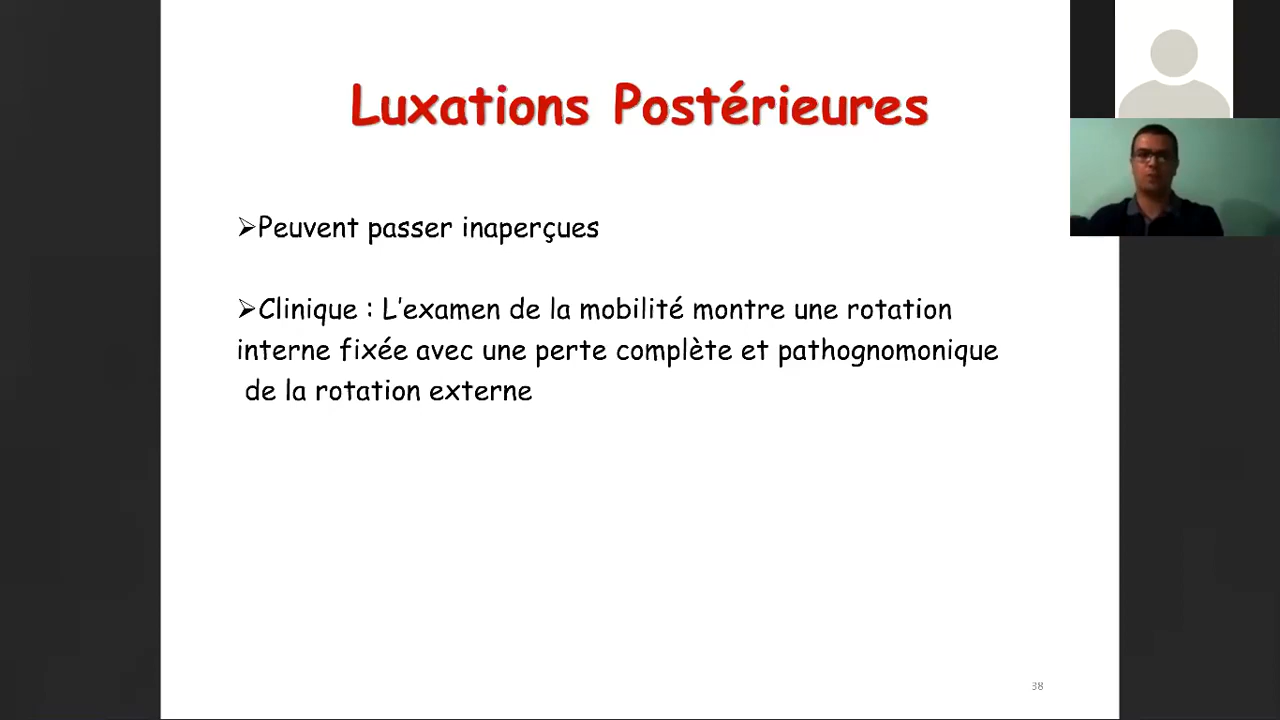 Luxations Postérieures
➢Peuvent passer inaperçues
➢Clinique : L'examen de la mobilité montre une rotation
interne fixée avec une perte complète et pathognomonique
de la rotation externe
38